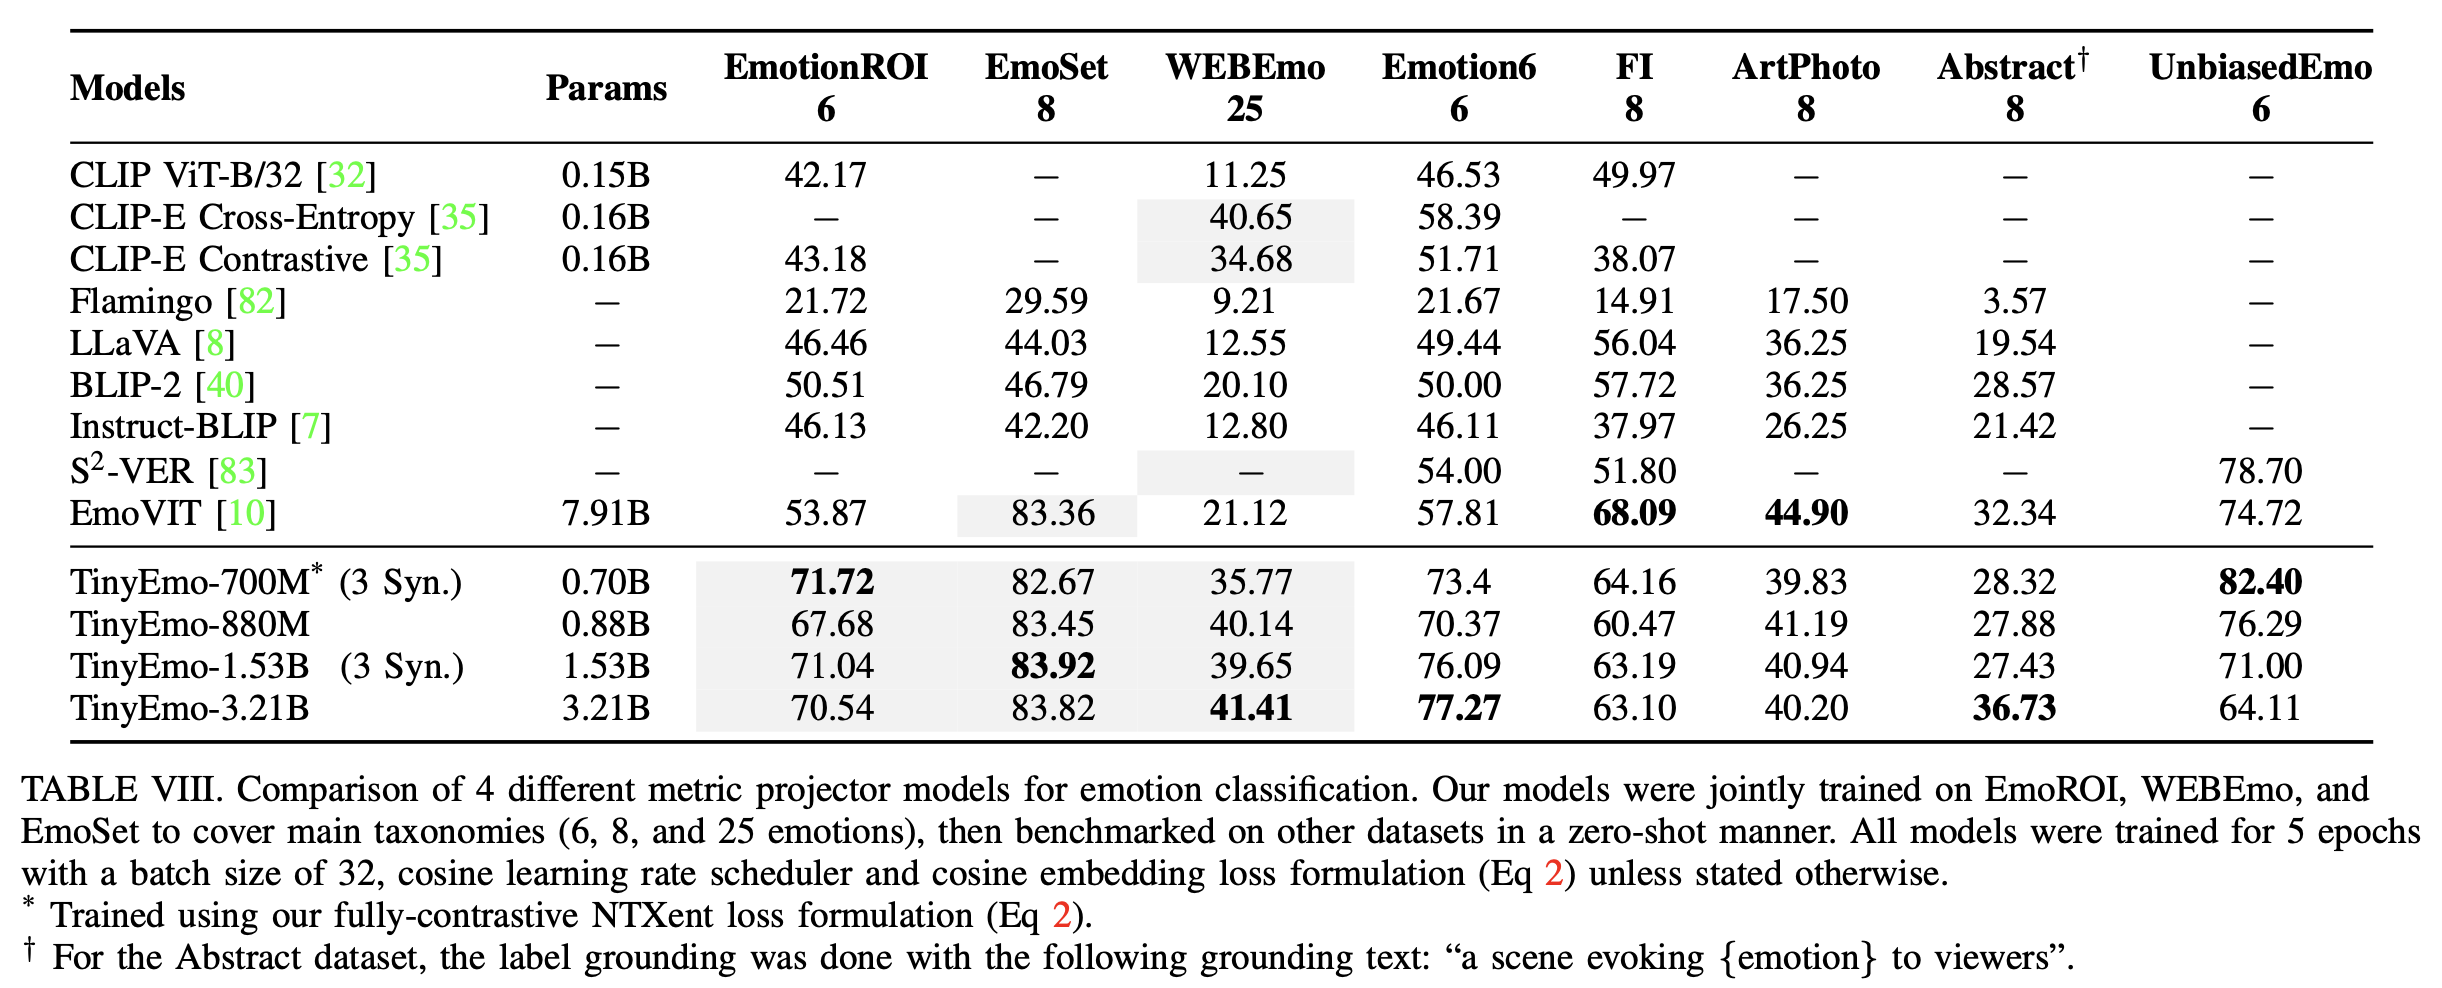 Models Params EmotionROI 6 EmoSet 8 WEBEmo 25 Emotion6 6 FI 8 ArtPhoto 8 Abstract† 8 UnbiasedEmo 6
CLIP ViT-B/32 [32] 0.15B 42.17 — 11.25 46.53 49.97 — — —
CLIP-E Cross-Entropy [35] 0.16B — — 40.65 58.39 — — — —
CLIP-E Contrastive [35] 0.16B 43.18 — 34.68 51.71 38.07 — — —
Flamingo [82] — 21.72 29.59 9.21 21.67 14.91 17.50 3.57 —
LLaVA [8] — 46.46 44.03 12.55 49.44 56.04 36.25 19.54 —
BLIP-2 [40] — 50.51 46.79 20.10 50.00 57.72 36.25 28.57 —
Instruct-BLIP [7] — 46.13 42.20 12.80 46.11 37.97 26.25 21.42 —
S²-VER [83] — — — — 54.00 51.80 — — 78.70
EmoVIT [10] 7.91B 53.87 83.36 21.12 57.81 68.09 44.90 32.34 74.72
TinyEmo-700M* (3 Syn.) 0.70B 71.72 82.67 35.77 73.4 64.16 39.83 28.32 82.40
TinyEmo-880M 0.88B 67.68 83.45 40.14 70.37 60.47 41.19 27.88 76.29
TinyEmo-1.53B (3 Syn.) 1.53B 71.04 83.92 39.65 76.09 63.19 40.94 27.43 71.00
TinyEmo-3.21B 3.21B 70.54 83.82 41.41 77.27 63.10 40.20 36.73 64.11
TABLE VIII. Comparison of 4 different metric projector models for emotion classification. Our models were jointly trained on EmoROI, WEBEmo, and
EmoSet to cover main taxonomies (6, 8, and 25 emotions), then benchmarked on other datasets in a zero-shot manner. All models were trained for 5 epochs
with a batch size of 32, cosine learning rate scheduler and cosine embedding loss formulation (Eq 2) unless stated otherwise.
* Trained using our fully-contrastive NTXent loss formulation (Eq 2).
† For the Abstract dataset, the label grounding was done with the following grounding text: “a scene evoking {emotion} to viewers”.